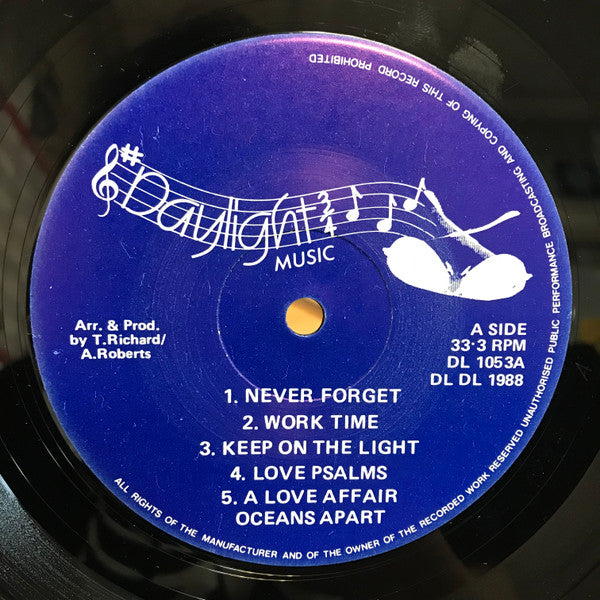 # Daylight 3/4
MUSIC
Arr. & Prod.
by T.Richard/
A.Roberts
A SIDE
33·3 RPM
DL 1053A
DL DL 1988
1. NEVER FORGET
2. WORK TIME
3. KEEP ON THE LIGHT
4. LOVE PSALMS
5. A LOVE AFFAIR
OCEANS APART
ALL RIGHTS OF THE MANUFACTURER AND OF THE OWNER OF THE RECORDED WORK RESERVED UNAUTHORISED PUBLIC PERFORMANCE BROADCASTING AND COPYING OF THIS RECORD PROHIBITED